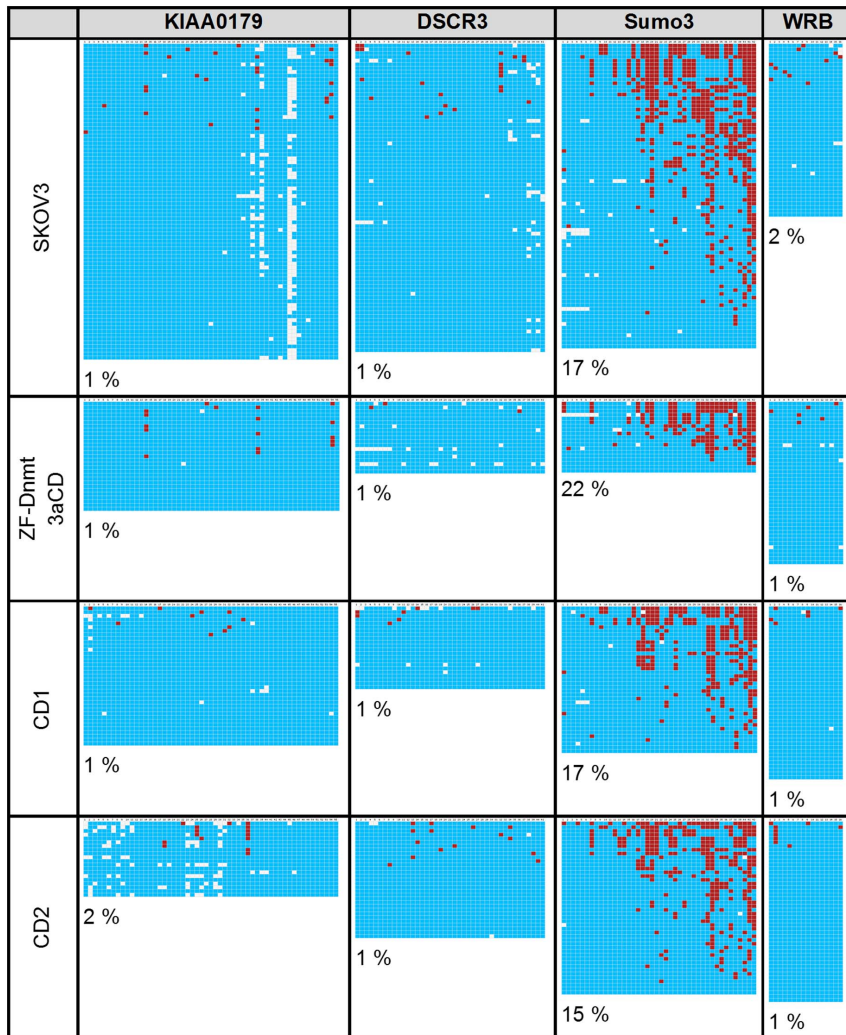 KIAA0179 DSCR3 Sumo3 WRB
SKOV3
1 % 1 % 17 % 2 %
ZF-Dnmt
3aCD
1 % 1 % 22 % 1 %
CD1
1 % 1 % 17 % 1 %
CD2
2 % 1 % 15 % 1 %